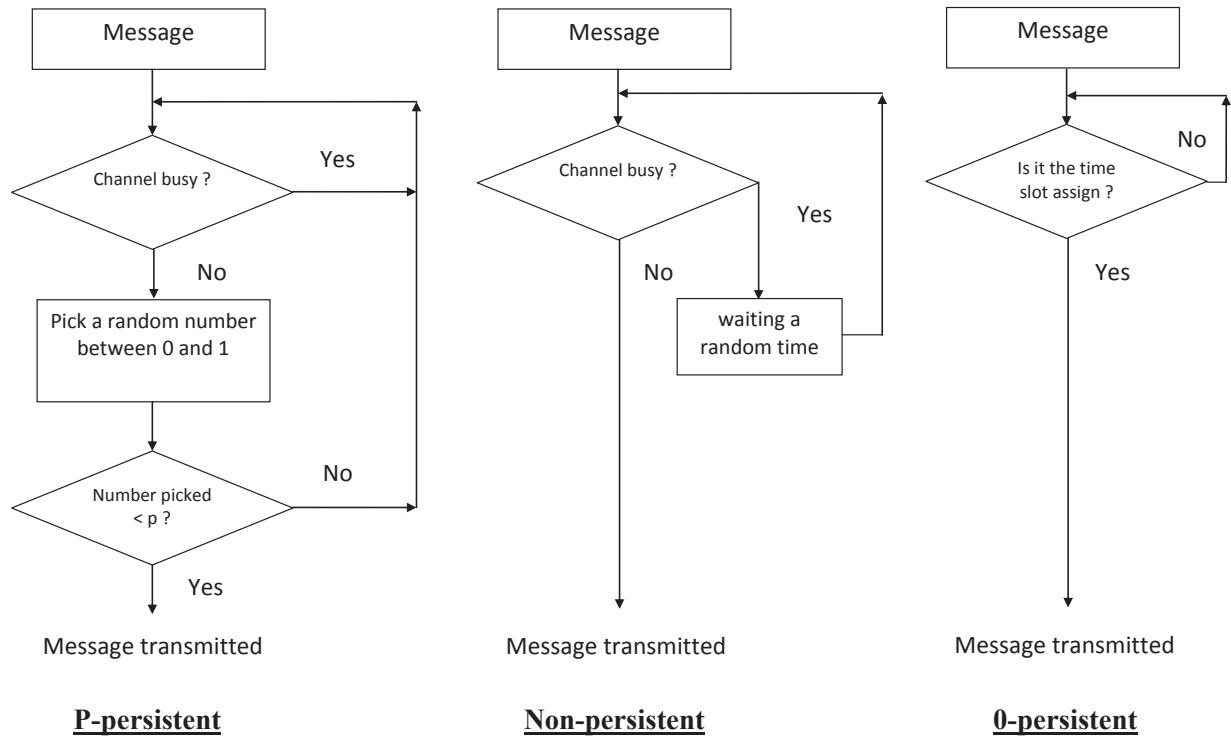 Message
Channel busy ?
Yes
No
Pick a random number
between 0 and 1
Number picked
< p ?
No
Yes
Message transmitted
P-persistent
Message
Channel busy ?
Yes
No
waiting a
random time
Message transmitted
Non-persistent
Message
Is it the time
slot assign ?
No
Yes
Message transmitted
0-persistent